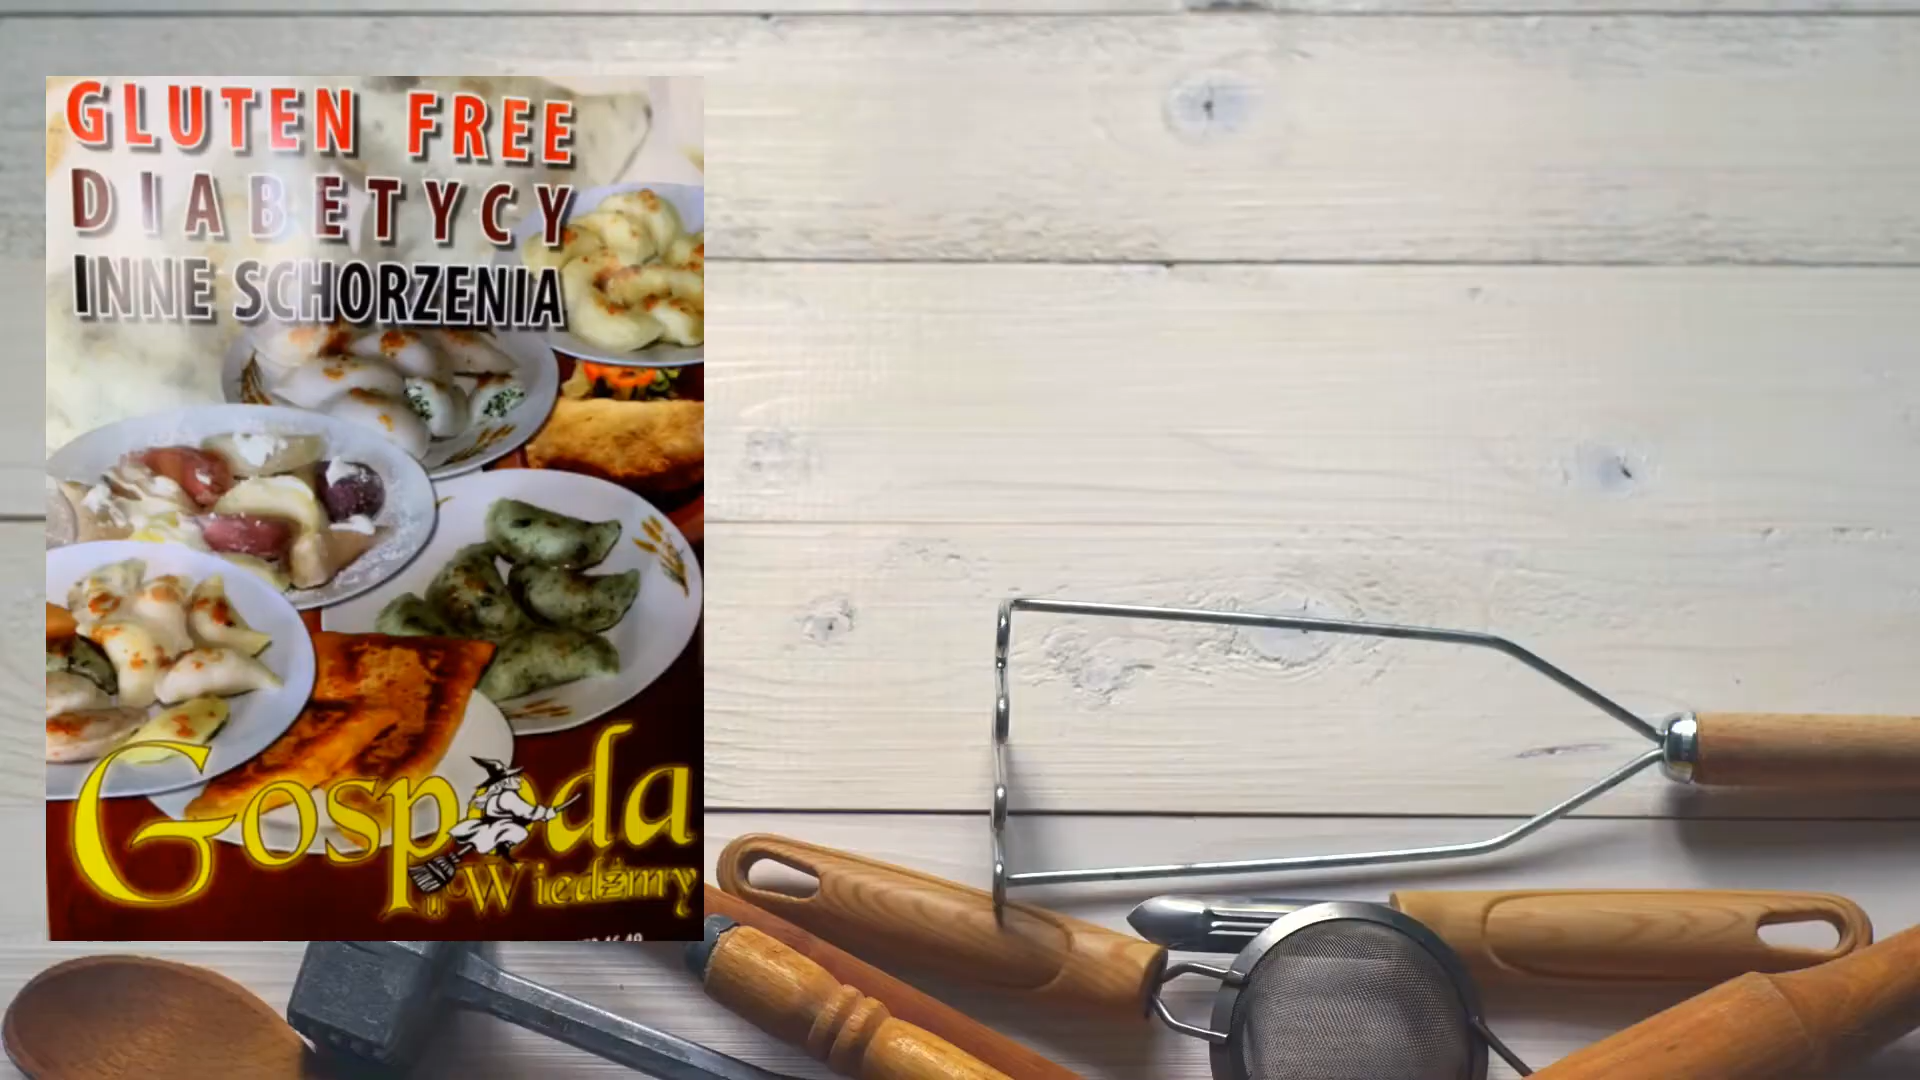 GLUTEN FREE
DIABETYCY
INNE SCHORZENIA
Gospoda
u Wiedźmy